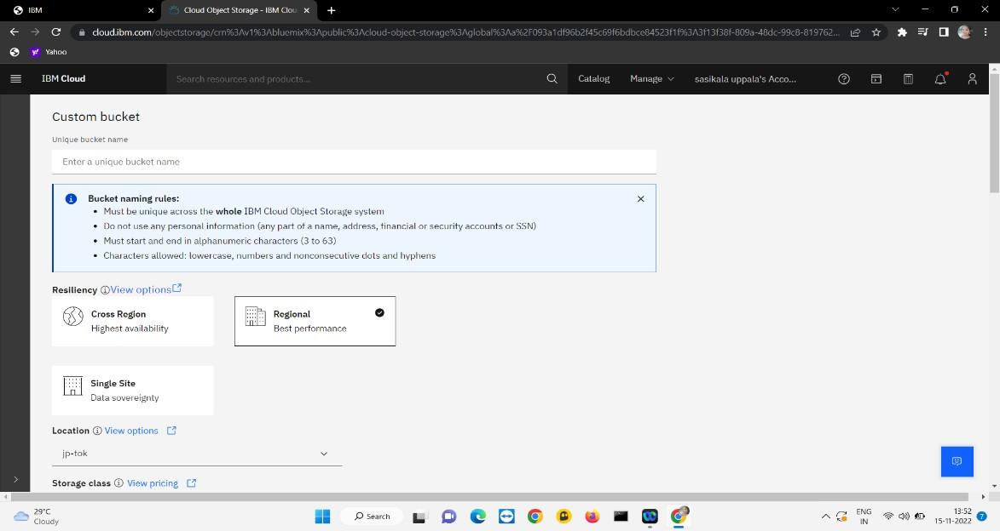 IBM
Cloud Object Storage - IBM Clou
cloud.ibm.com/objectstorage/crn%3Av1%3Abluemix%3Apublic%3Acloud-object-storage%3Aglobal%3Aa%2F093a1df96b2f45c69f6bdbce84523f1f%3A3f13f38f-809a-48dc-99c8-819762...
Yahoo
IBM Cloud
Search resources and products...
Catalog
Manage
sasikala uppala's Acco...
Custom bucket
Unique bucket name
Enter a unique bucket name
Bucket naming rules:
• Must be unique across the whole IBM Cloud Object Storage system
• Do not use any personal information (any part of a name, address, financial or security accounts or SSN)
• Must start and end in alphanumeric characters (3 to 63)
• Characters allowed: lowercase, numbers and nonconsecutive dots and hyphens
Resiliency View options
Cross Region
Highest availability
Regional
Best performance
Single Site
Data sovereignty
Location View options
jp-tok
Storage class View pricing
29°C
Cloudy
Search
ENG
IN
13:52
15-11-2022
7